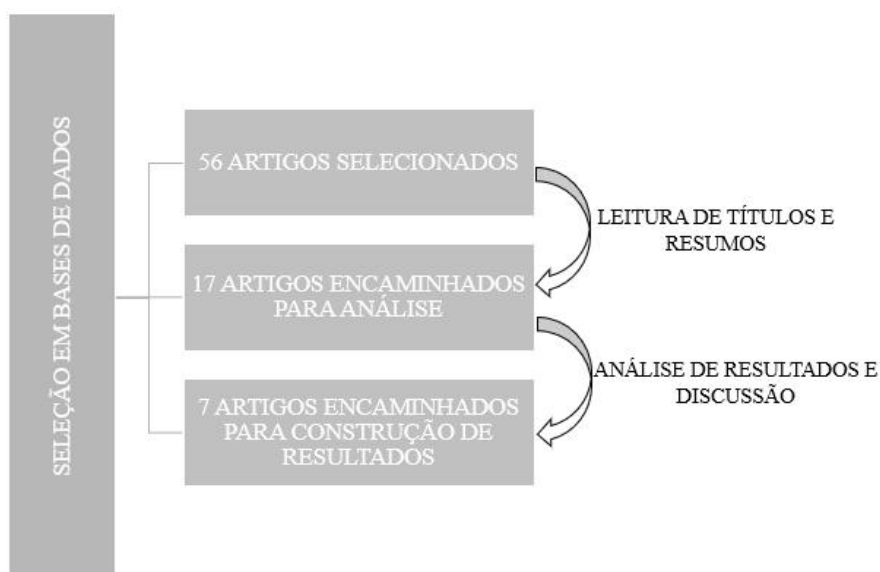 SELEÇÃO EM BASES DE DADOS
56 ARTIGOS SELECIONADOS
LEITURA DE TÍTULOS E
RESUMOS
17 ARTIGOS ENCAMINHADOS
PARA ANÁLISE
ANÁLISE DE RESULTADOS E
DISCUSSÃO
7 ARTIGOS ENCAMINHADOS
PARA CONSTRUÇÃO DE
RESULTADOS